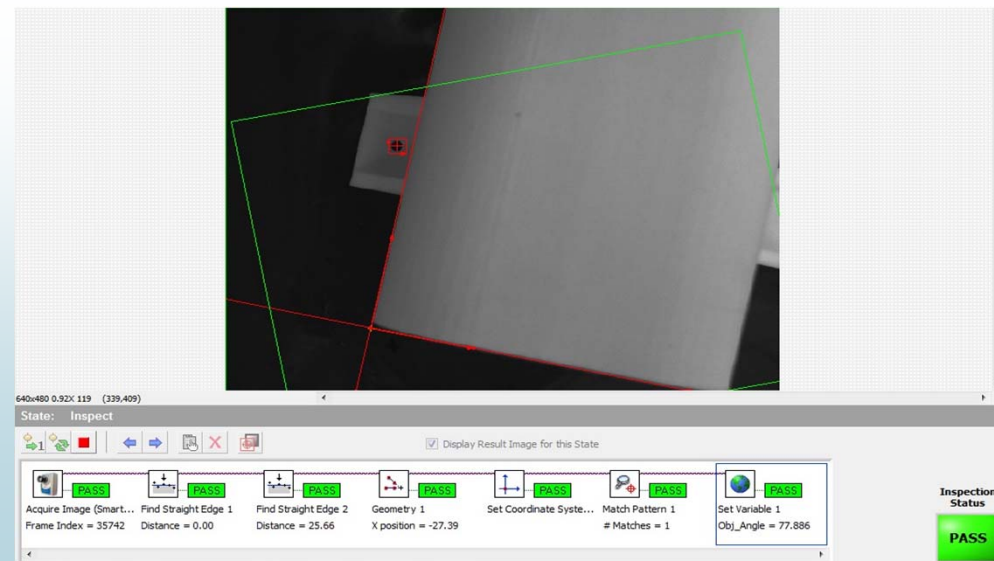 640x480 0.92X 119 (339,409)
State: Inspect
1
Display Result Image for this State
PASS PASS PASS PASS PASS PASS PASS
Acquire Image (Smart... Find Straight Edge 1 Find Straight Edge 2 Geometry 1 Set Coordinate Syste... Match Pattern 1 Set Variable 1
Frame Index = 35742 Distance = 0.00 Distance = 25.66 X position = -27.39 # Matches = 1 Obj_Angle = 77.886
Inspection
Status
PASS